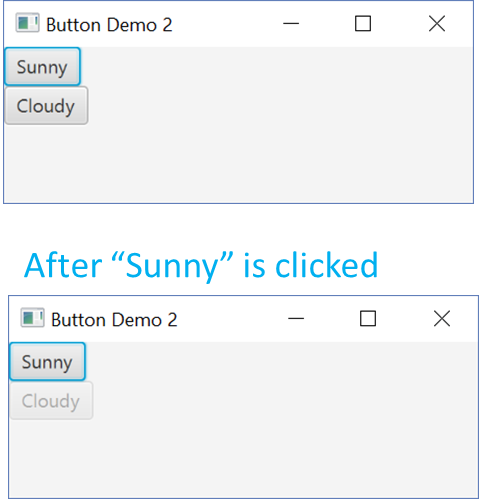 Button Demo 2
Sunny
Cloudy
After “Sunny” is clicked
Button Demo 2
Sunny
Cloudy